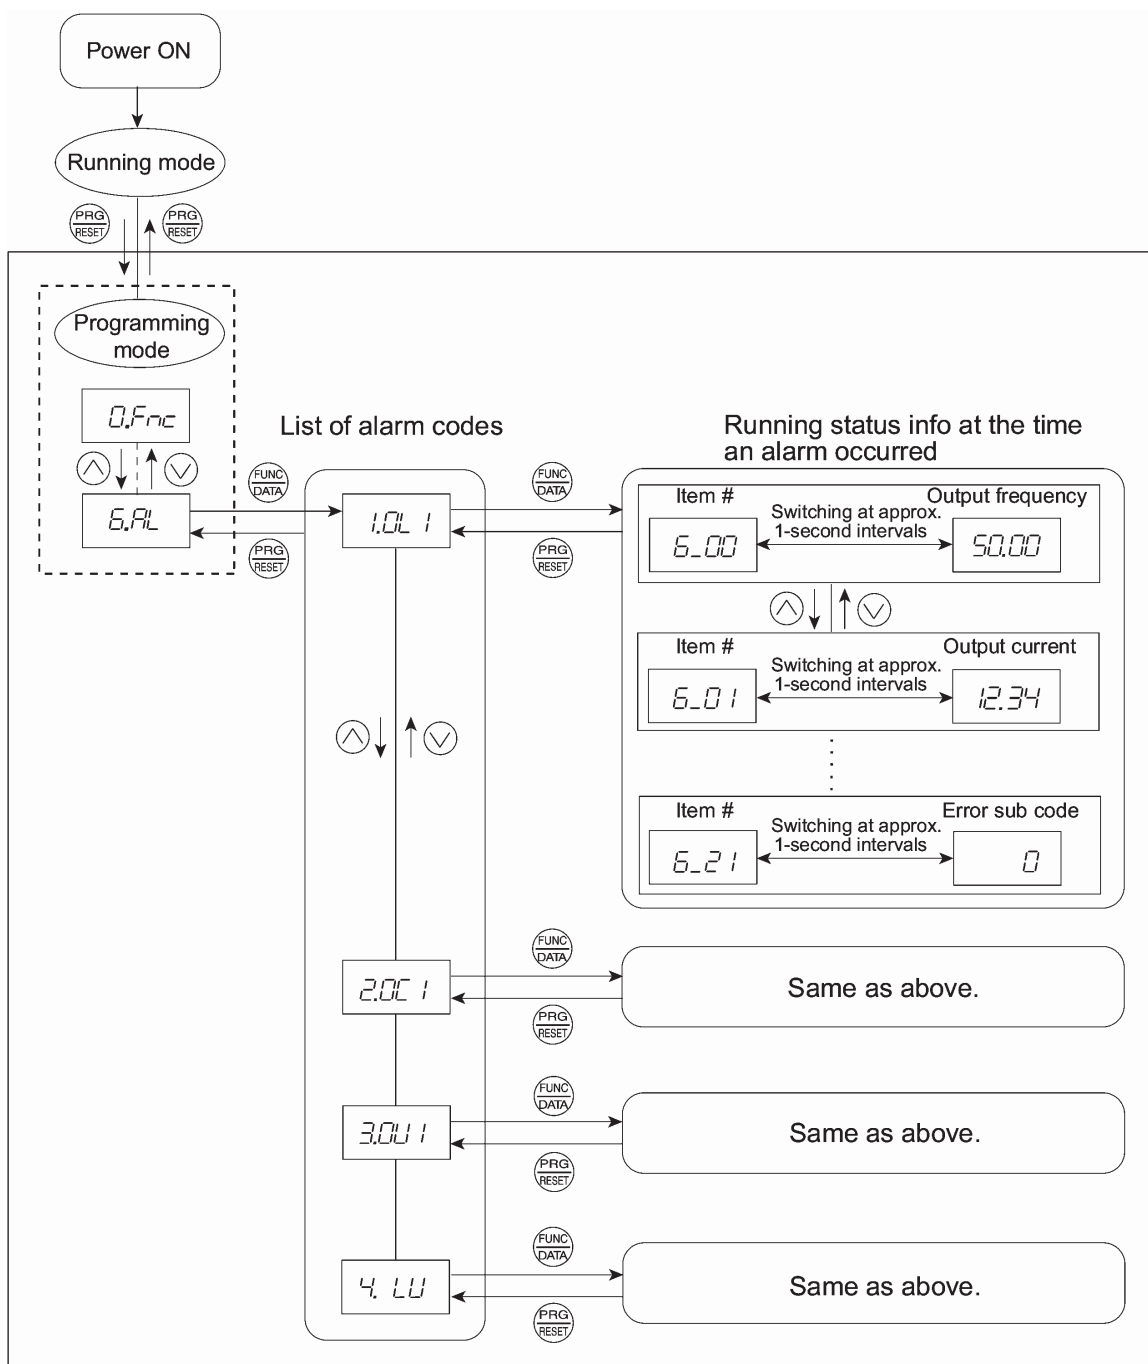 Power ON
Running mode
PRG
RESET
PRG
RESET
Programming
mode
0.Fnc
6.AL
List of alarm codes
Running status info at the time
an alarm occurred
FUNC
DATA
PRG
RESET
1.OL1
FUNC
DATA
PRG
RESET
Item #
Output frequency
Switching at approx.
1-second intervals
6_00
50.00
Item #
Output current
Switching at approx.
1-second intervals
6_01
12.34
Item #
Error sub code
Switching at approx.
1-second intervals
6_21
0
2.OC1
FUNC
DATA
PRG
RESET
Same as above.
3.OU1
FUNC
DATA
PRG
RESET
Same as above.
4. LU
FUNC
DATA
PRG
RESET
Same as above.